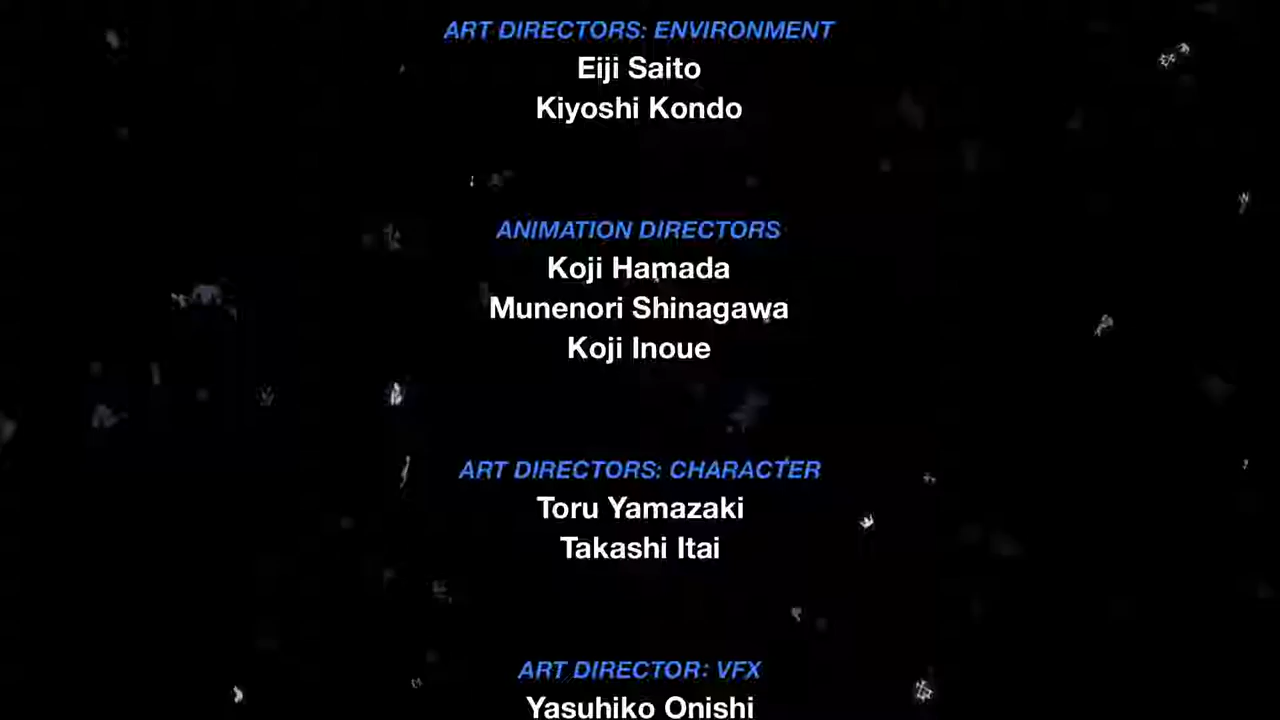 ART DIRECTORS: ENVIRONMENT
Eiji Saito
Kiyoshi Kondo
ANIMATION DIRECTORS
Koji Hamada
Munenori Shinagawa
Koji Inoue
ART DIRECTORS: CHARACTER
Toru Yamazaki
Takashi Itai
ART DIRECTOR: VFX
Yasuhiko Onishi